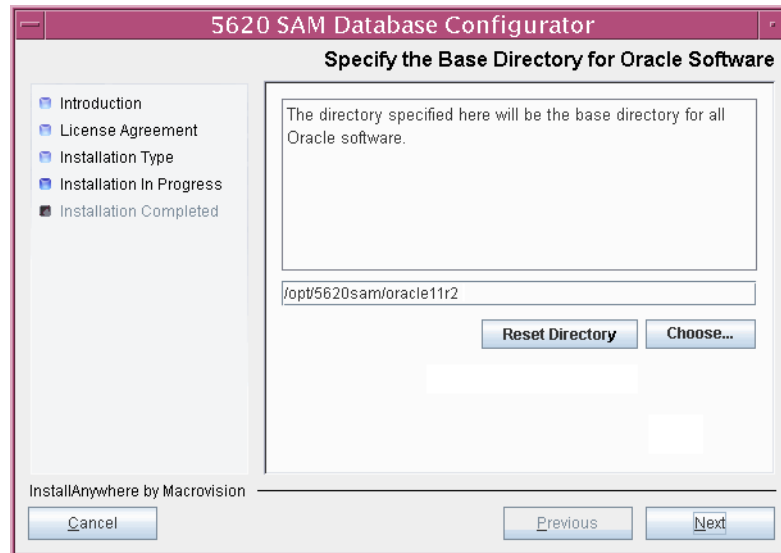 5620 SAM Database Configurator
Specify the Base Directory for Oracle Software
Introduction
License Agreement
Installation Type
Installation In Progress
Installation Completed
The directory specified here will be the base directory for all
Oracle software.
/opt/5620sam/oracle11r2
Reset Directory
Choose...
InstallAnywhere by Macrovision
Cancel
Previous
Next